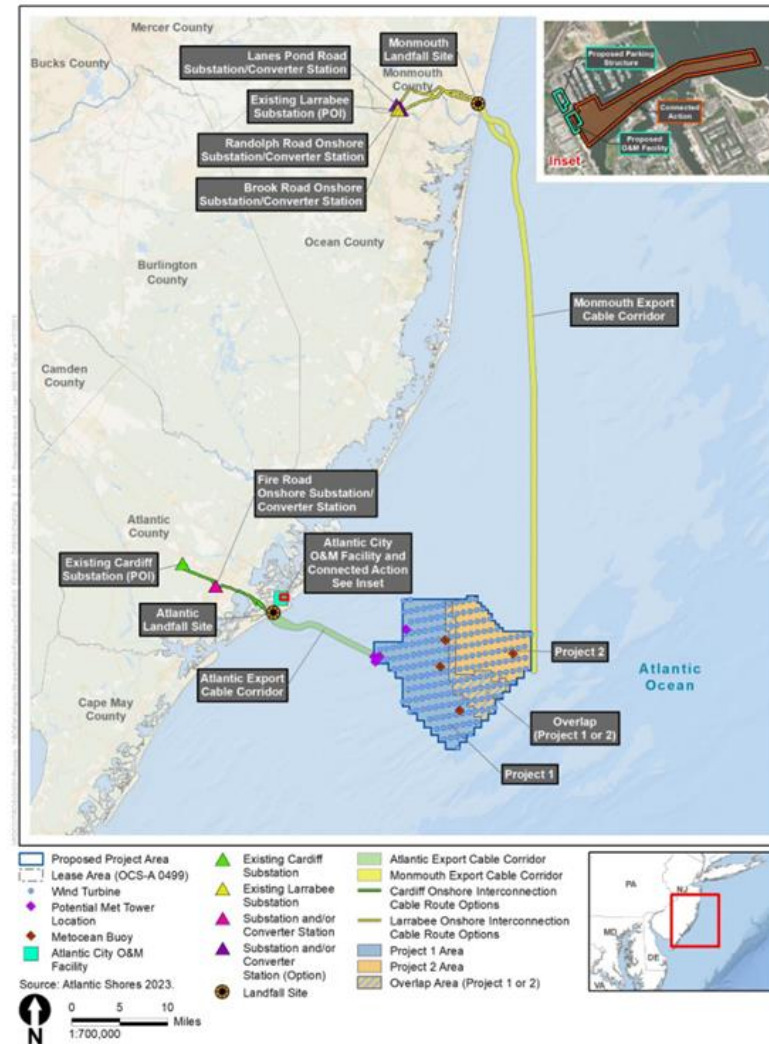 Mercer County
Bucks County
Lanes Pond Road
Substation/Converter Station
Monmouth
Landfall Site
Monmouth
County
Existing Larrabee
Substation (POI)
Randolph Road Onshore
Substation/Converter Station
Brook Road Onshore
Substation/Converter Station
Proposed Parking
Structure
Connected
Action
Proposed
O&M Facility
Inset
Ocean County
Burlington
County
Monmouth Export
Cable Corridor
Camden
County
Fire Road
Onshore Substation/
Converter Station
Atlantic
County
Existing Cardiff
Substation (POI)
Atlantic City
O&M Facility and
Connected Action
See Inset
Atlantic
Landfall Site
Atlantic Export
Cable Corridor
Cape May
County
Project 2
Atlantic
Ocean
Overlap
(Project 1 or 2)
Project 1
Proposed Project Area
Lease Area (OCS-A 0499)
Wind Turbine
Potential Met Tower
Location
Metocean Buoy
Atlantic City O&M
Facility
Existing Cardiff
Substation
Existing Larrabee
Substation
Substation and/or
Converter Station
Substation and/or
Converter
Station (Option)
Landfall Site
Atlantic Export Cable Corridor
Monmouth Export Cable Corridor
Cardiff Onshore Interconnection
Cable Route Options
Larrabee Onshore Interconnection
Cable Route Options
Project 1 Area
Project 2 Area
Overlap Area (Project 1 or 2)
PA
NJ
MD
DE
VA
Source: Atlantic Shores 2023.
N
0 5 10
Miles
1:700,000